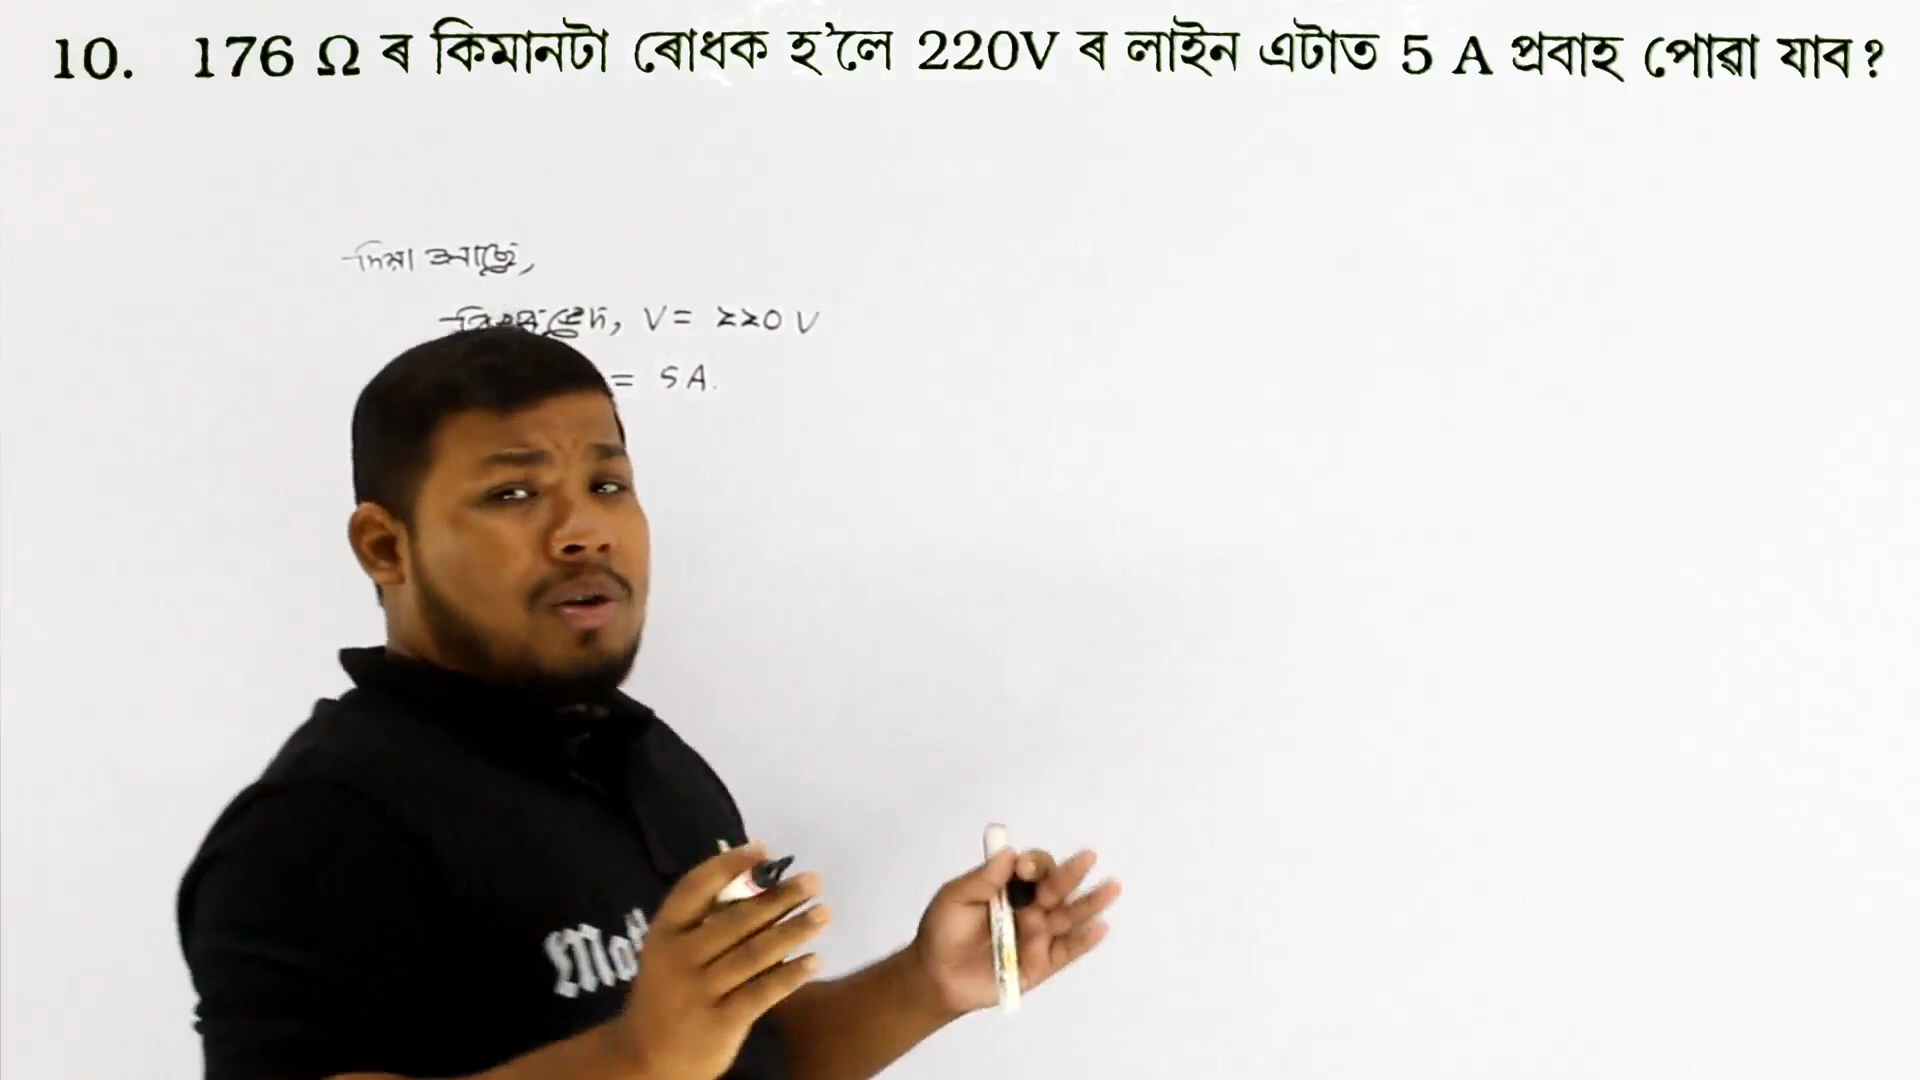 10. 176 Ω ৰ কিমানটা ৰোধক হ'লে 220V ৰ লাইন এটাত 5 A প্ৰবাহ পোৱা যাব?
দিয়া আছে,
V = 220 V
= 5A.